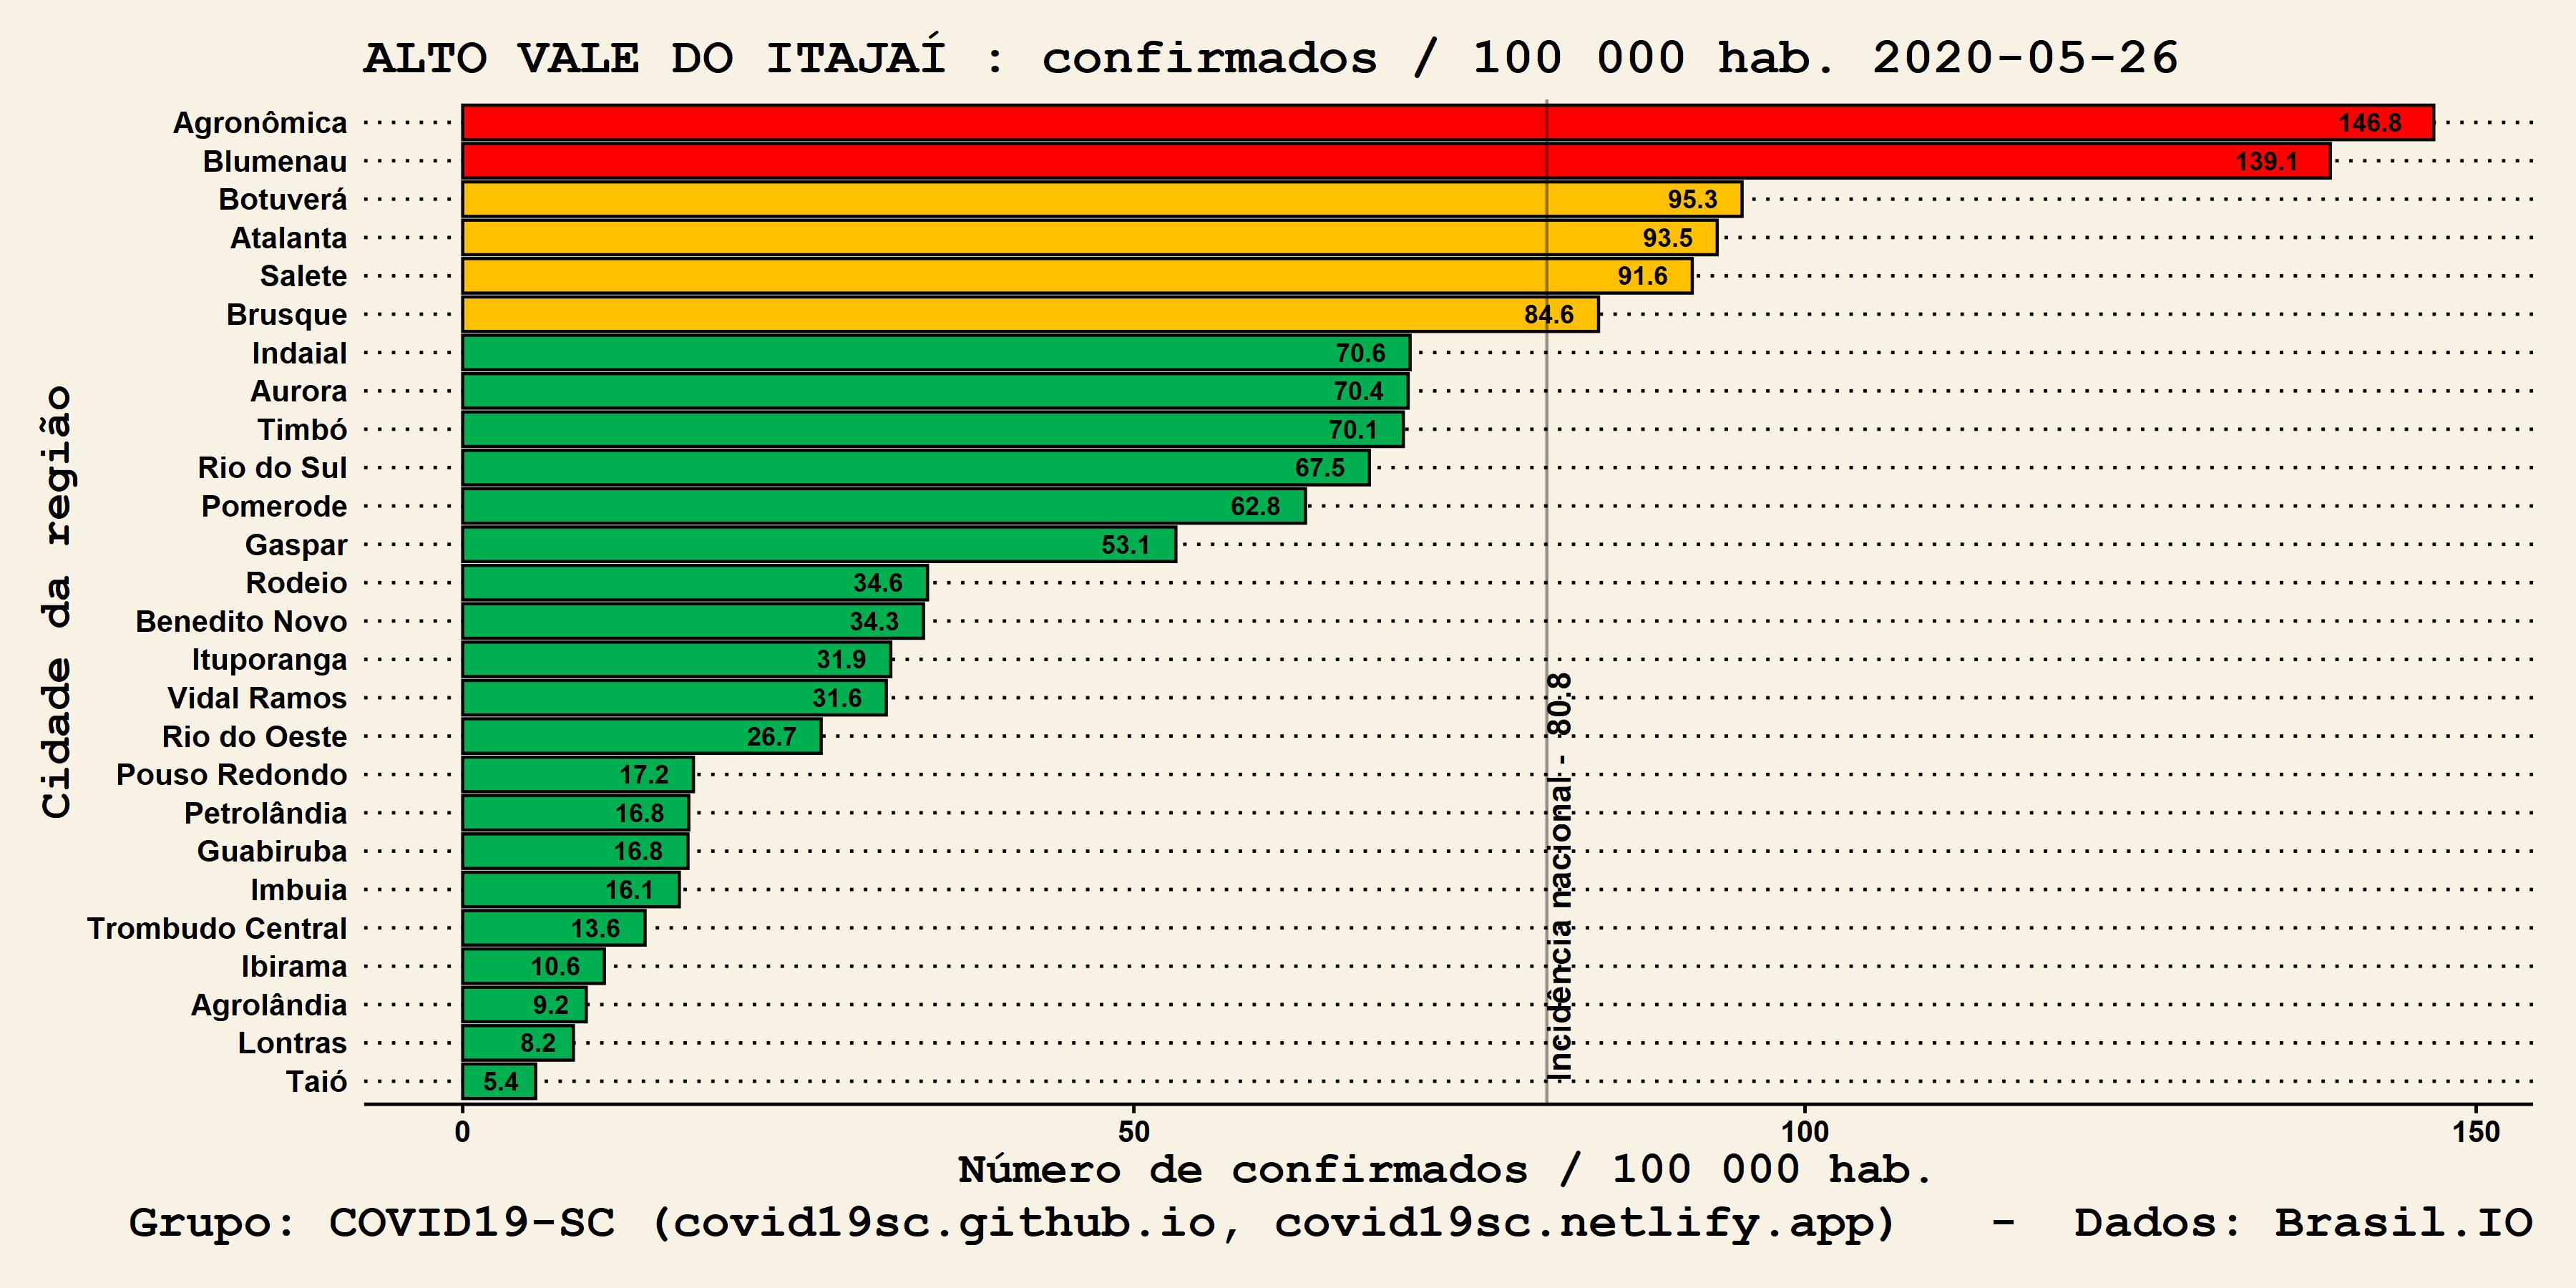 ALTO VALE DO ITAJAÍ : confirmados / 100 000 hab. 2020-05-26
Cidade da região
Agronômica 146.8
Blumenau 139.1
Botuverá 95.3
Atalanta 93.5
Salete 91.6
Brusque 84.6
Indaial 70.6
Aurora 70.4
Timbó 70.1
Rio do Sul 67.5
Pomerode 62.8
Gaspar 53.1
Rodeio 34.6
Benedito Novo 34.3
Ituporanga 31.9
Vidal Ramos 31.6
Rio do Oeste 26.7
Pouso Redondo 17.2
Petrolândia 16.8
Guabiruba 16.8
Imbuia 16.1
Trombudo Central 13.6
Ibirama 10.6
Agrolândia 9.2
Lontras 8.2
Taió 5.4
Incidência nacional - 80.8
0 50 100 150
Número de confirmados / 100 000 hab.
Grupo: COVID19-SC (covid19sc.github.io, covid19sc.netlify.app) - Dados: Brasil.IO